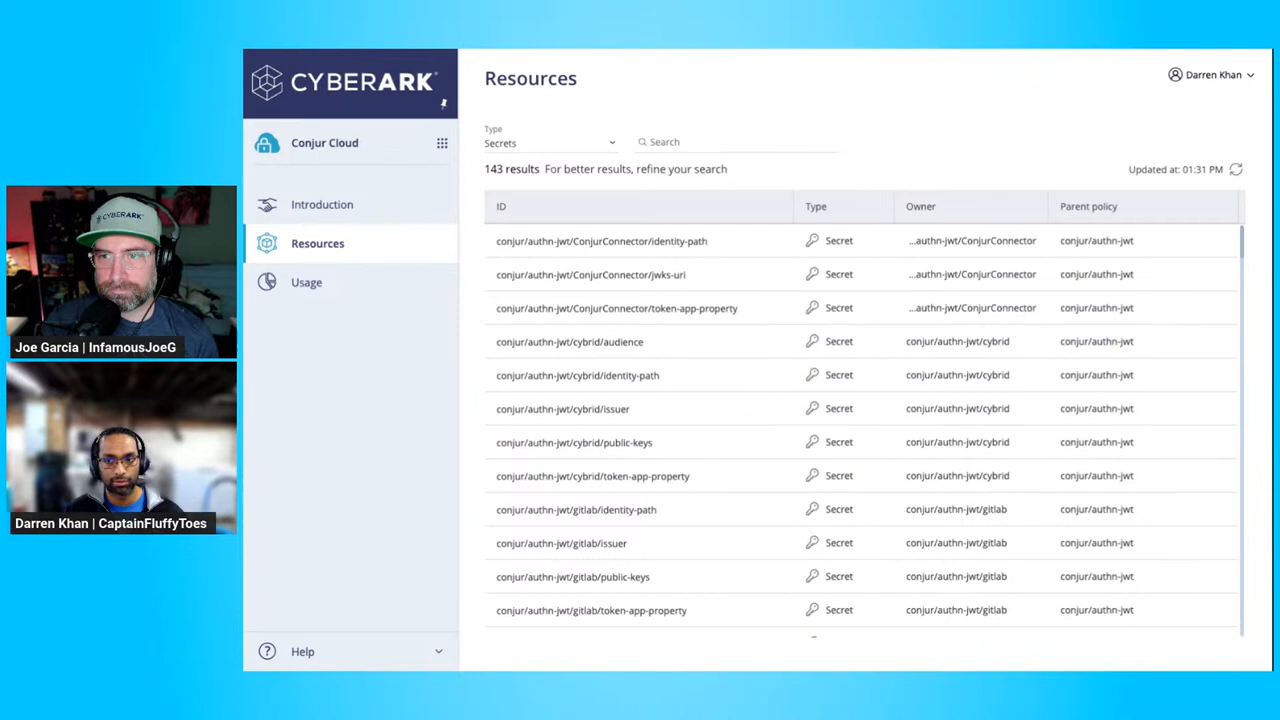 CYBERARK
Conjur Cloud
Introduction
Resources
Usage
Help
Resources
Darren Khan
Type
Secrets
Search
143 results For better results, refine your search
Updated at: 01:31 PM
ID Type Owner Parent policy
conjur/authn-jwt/ConjurConnector/identity-path Secret ...authn-jwt/ConjurConnector conjur/authn-jwt
conjur/authn-jwt/ConjurConnector/jwks-uri Secret ...authn-jwt/ConjurConnector conjur/authn-jwt
conjur/authn-jwt/ConjurConnector/token-app-property Secret ...authn-jwt/ConjurConnector conjur/authn-jwt
conjur/authn-jwt/cybrid/audience Secret conjur/authn-jwt/cybrid conjur/authn-jwt
conjur/authn-jwt/cybrid/identity-path Secret conjur/authn-jwt/cybrid conjur/authn-jwt
conjur/authn-jwt/cybrid/issuer Secret conjur/authn-jwt/cybrid conjur/authn-jwt
conjur/authn-jwt/cybrid/public-keys Secret conjur/authn-jwt/cybrid conjur/authn-jwt
conjur/authn-jwt/cybrid/token-app-property Secret conjur/authn-jwt/cybrid conjur/authn-jwt
conjur/authn-jwt/gitlab/identity-path Secret conjur/authn-jwt/gitlab conjur/authn-jwt
conjur/authn-jwt/gitlab/issuer Secret conjur/authn-jwt/gitlab conjur/authn-jwt
conjur/authn-jwt/gitlab/public-keys Secret conjur/authn-jwt/gitlab conjur/authn-jwt
conjur/authn-jwt/gitlab/token-app-property Secret conjur/authn-jwt/gitlab conjur/authn-jwt
CYBERARK
Joe Garcia | InfamousJoeG
Darren Khan | CaptainFluffyToes